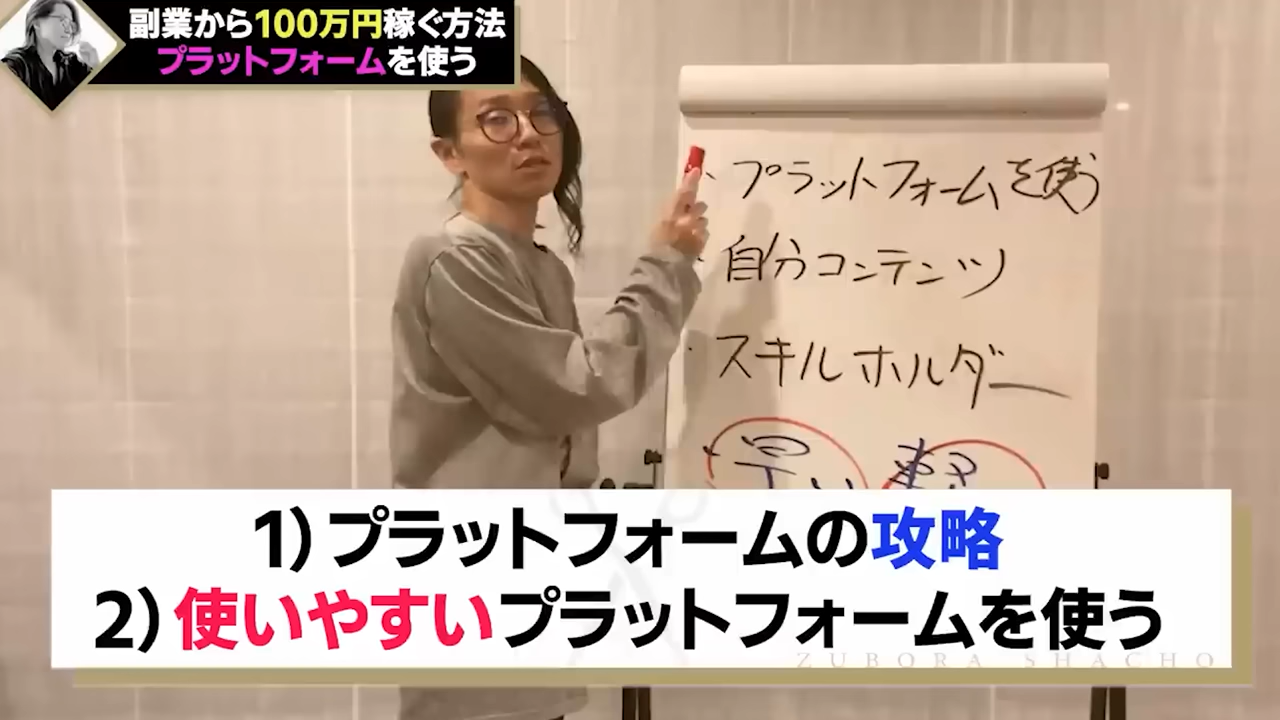 副業から100万円稼ぐ方法
プラットフォームを使う
・プラットフォームを使う
・自分コンテンツ
・スキルホルダー
早い
1)プラットフォームの攻略
2)使いやすいプラットフォームを使う
ZUBORA SHACHO